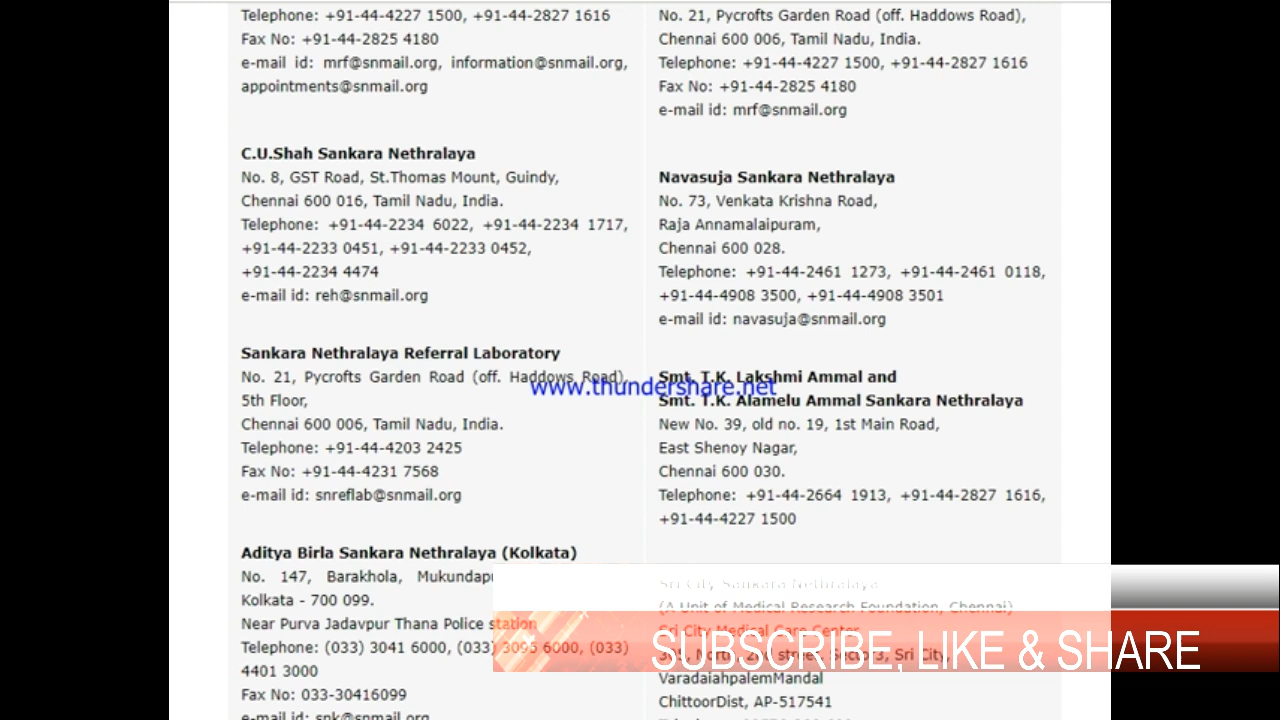 Telephone: +91-44-4227 1500, +91-44-2827 1616
Fax No: +91-44-2825 4180
e-mail id: mrf@snmail.org, information@snmail.org,
appointments@snmail.org
C.U.Shah Sankara Nethralaya
No. 8, GST Road, St.Thomas Mount, Guindy,
Chennai 600 016, Tamil Nadu, India.
Telephone: +91-44-2234 6022, +91-44-2234 1717,
+91-44-2233 0451, +91-44-2233 0452,
+91-44-2234 4474
e-mail id: reh@snmail.org
Sankara Nethralaya Referral Laboratory
No. 21, Pycrofts Garden Road (off. Haddows Road),
5th Floor,
Chennai 600 006, Tamil Nadu, India.
Telephone: +91-44-4203 2425
Fax No: +91-44-4231 7568
e-mail id: snreflab@snmail.org
Aditya Birla Sankara Nethralaya (Kolkata)
No. 147, Barakhola,
Kolkata - 700 099.
Near Purva Jadavpur Thana Police station
Telephone: (033) 3041 6000, (033) 3095 6000, (033)
4401 3000
Fax No: 033-30416099
e-mail id: snk@snmail.org
No. 21, Pycrofts Garden Road (off. Haddows Road),
Chennai 600 006, Tamil Nadu, India.
Telephone: +91-44-4227 1500, +91-44-2827 1616
Fax No: +91-44-2825 4180
e-mail id: mrf@snmail.org
Navasuja Sankara Nethralaya
No. 73, Venkata Krishna Road,
Raja Annamalaipuram,
Chennai 600 028.
Telephone: +91-44-2461 1273, +91-44-2461 0118,
+91-44-4908 3500, +91-44-4908 3501
e-mail id: navasuja@snmail.org
Smt. T.K. Lakshmi Ammal and
Smt. T.K. Alamelu Ammal Sankara Nethralaya
New No. 39, old no. 19, 1st Main Road,
East Shenoy Nagar,
Chennai 600 030.
Telephone: +91-44-2664 1913, +91-44-2827 1616,
+91-44-4227 1500
Sri City Sankara Nethralaya
(A Unit of Medical Research Foundation, Chennai)
Sri City Medical Care Center
305, North, 2nd street, Sector3, Sri City,
VaradaiahpalemMandal
ChittoorDist, AP-517541
www.thundershare.net
SUBSCRIBE, LIKE & SHARE